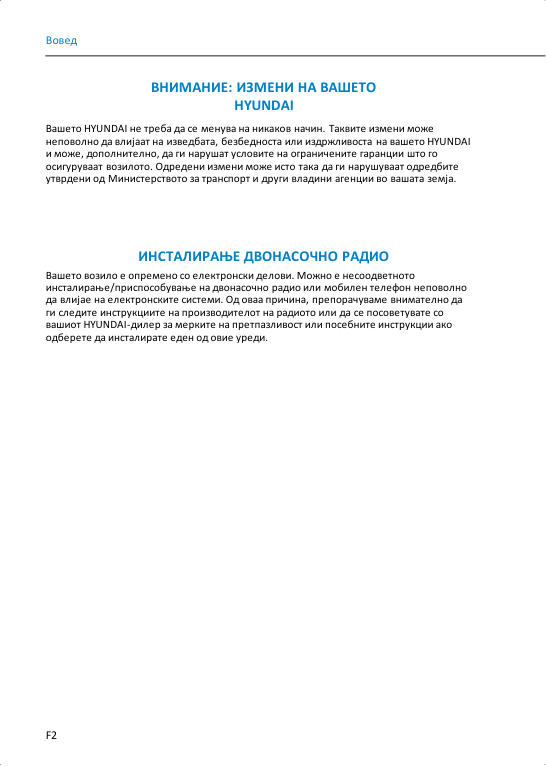 Вовед
ВНИМАНИЕ: ИЗМЕНИ НА ВАШЕТО
HYUNDAI
Вашето HYUNDAI не треба да се менува на никаков начин. Таквите измени може
неповолно да влијаат на изведбата, безбедноста или издржливоста на вашето HYUNDAI
и може, дополнително, да ги нарушат условите на ограничените гаранции што го
осигуруваат возилото. Одредени измени може исто така да ги нарушуваат одредбите
утврдени од Министерството за транспорт и други владини агенции во вашата земја.
ИНСТАЛИРАЊЕ ДВОНАСОЧНО РАДИО
Вашето возило е опремено со електронски делови. Можно е несоодветното
инсталирање/приспособување на двонасочно радио или мобилен телефон неповолно
да влијае на електронските системи. Од оваа причина, препорачуваме внимателно да
ги следите инструкциите на производителот на радиото или да се посоветувате со
вашиот HYUNDAI-дилер за мерките на претпазливост или посебните инструкции ако
одберете да инсталирате еден од овие уреди.
F2